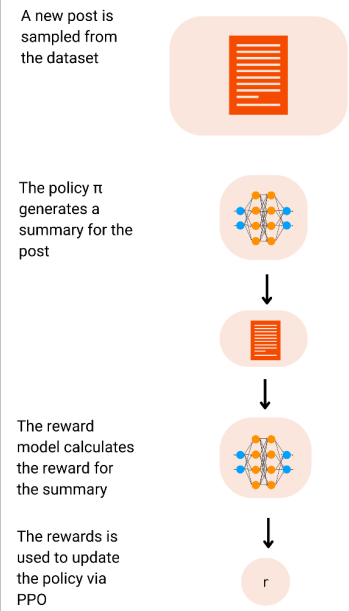 A new post is
sampled from
the dataset
The policy π
generates a
summary for the
post
The reward
model calculates
the reward for
the summary
The rewards is
used to update
the policy via
PPO
r